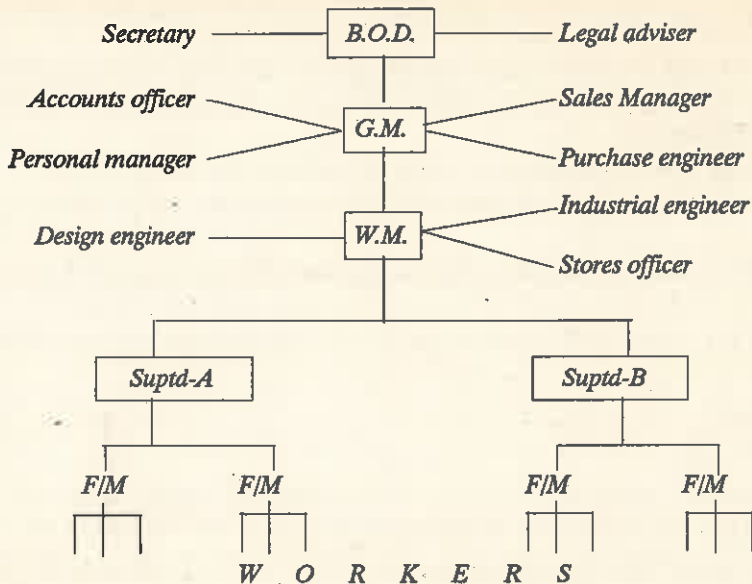 Secretary B.O.D. Legal adviser
Accounts officer Sales Manager
G.M.
Personal manager Purchase engineer
Industrial engineer
Design engineer W.M.
Stores officer
Suptd-A Suptd-B
F/M F/M F/M F/M
W O R K E R S